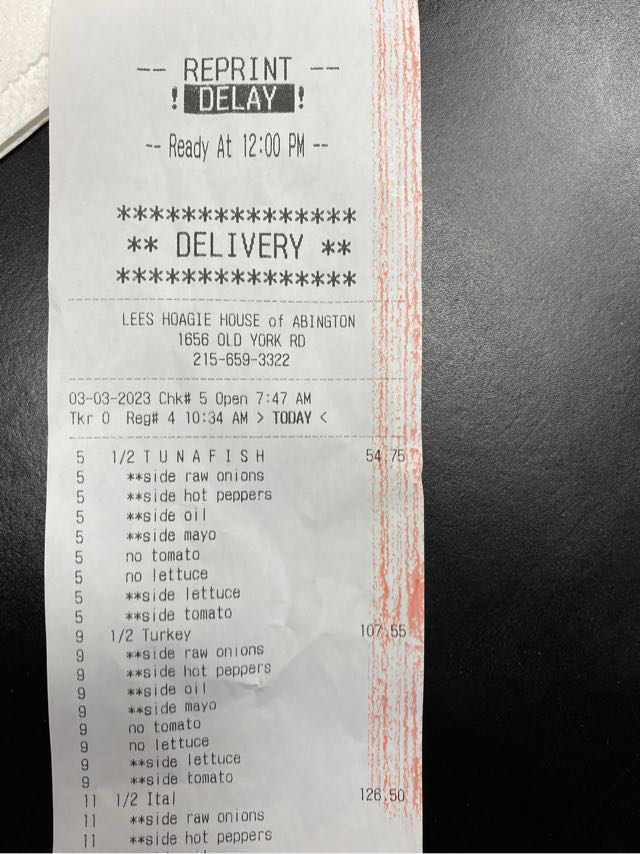 -- REPRINT --
! DELAY !
-- Ready At 12:00 PM --
***************
** DELIVERY **
***************
LEES HOAGIE HOUSE of ABINGTON
1656 OLD YORK RD
215-659-3322
03-03-2023 Chk# 5 Open 7:47 AM
Tkr 0 Reg# 4 10:34 AM > TODAY <
5 1/2 T U N A F I S H 54.75
5 **side raw onions
5 **side hot peppers
5 **side oil
5 **side mayo
5 no tomato
5 no lettuce
5 **side lettuce
5 **side tomato
9 1/2 Turkey 107.55
9 **side raw onions
9 **side hot peppers
9 **side oil
9 **side mayo
9 no tomato
9 no lettuce
9 **side lettuce
9 **side tomato
11 1/2 Ital 126.50
11 **side raw onions
11 **side hot peppers